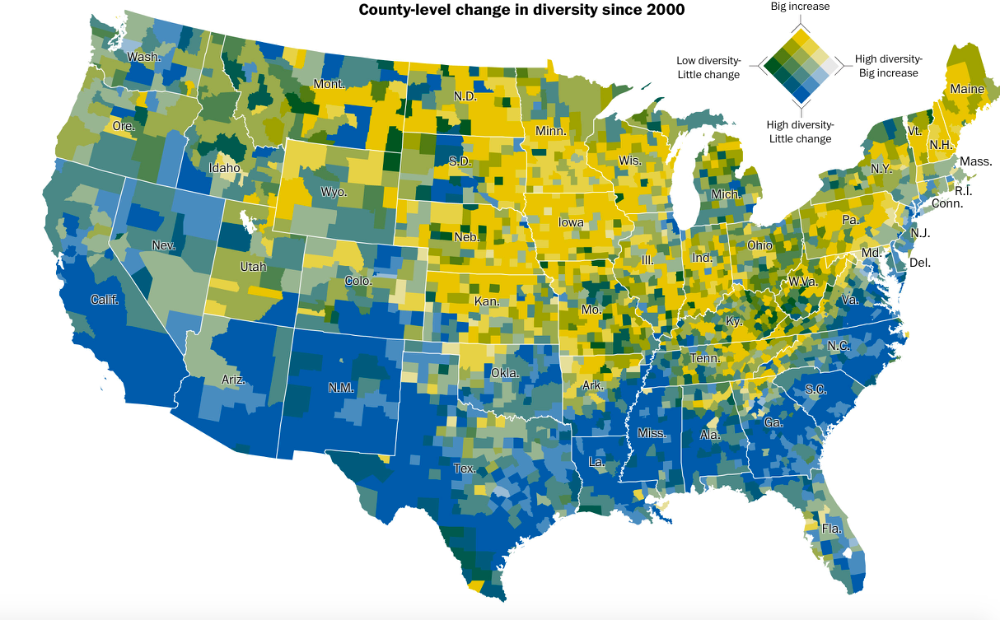 County-level change in diversity since 2000
Big increase
Low diversity-
Little change
High diversity-
Big increase
High diversity-
Little change
Wash.
Mont.
N.D.
Minn.
Maine
Ore.
Idaho
S.D.
Wis.
Vt.
N.H.
N.Y.
Mass.
Wyo.
Mich.
R.I.
Conn.
Iowa
Pa.
Nev.
Neb.
Ohio
N.J.
Utah
Colo.
Ill.
Ind.
Md.
Del.
Calif.
Kan.
Mo.
W.Va.
Va.
Ky.
Ariz.
N.M.
Okla.
Ark.
Tenn.
N.C.
S.C.
Miss.
Ala.
Ga.
Tex.
La.
Fla.